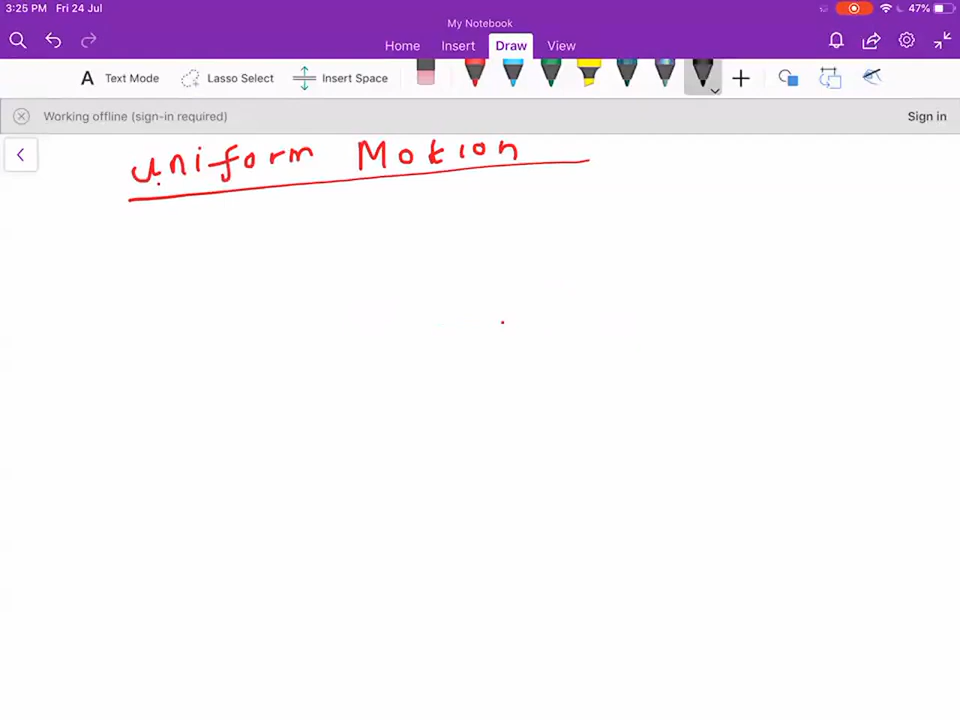 3:25 PM Fri 24 Jul 47%
My Notebook
Home Insert Draw View
A Text Mode Lasso Select Insert Space
Working offline (sign-in required) Sign in
Uniform Motion